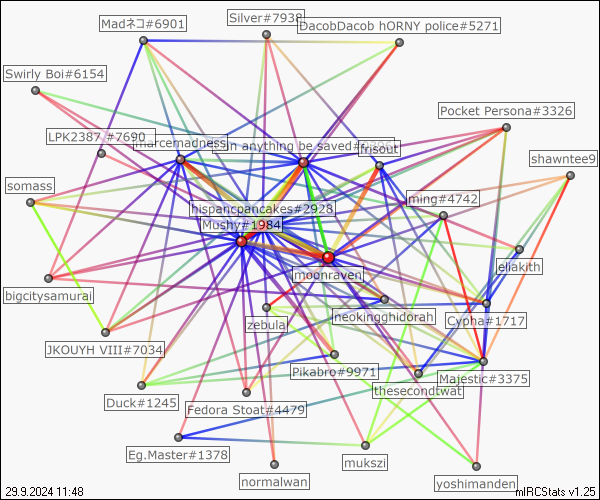 Madネコ#6901
Silver#7938
DacobDacob hORNY police#5271
Swirly Boi#6154
Pocket Persona#3326
LPK2387 #7690
marcemadness
in anything be saved#
frisout
shawntee9
somass
ming#4742
hispancpancakes#2928
Mushy#1984
eliakith
moonraven
bigcitysamurai
zebula
neokingghidorah
Cypha#1717
JKOUYH VIII#7034
Pikabro#9971
Majestic#3375
thesecondtwat
Duck#1245
Fedora Stoat#4479
Eg.Master#1378
mukszi
normalwan
yoshimanden
29.9.2024 11:48
mIRCStats v1.25